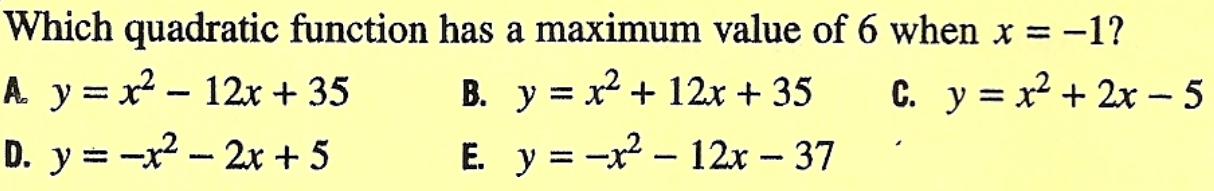 Which quadratic function has a maximum value of 6 when x = −1?
A. y = x² − 12x + 35 B. y = x² + 12x + 35 C. y = x² + 2x − 5
D. y = −x² − 2x + 5 E. y = −x² − 12x − 37